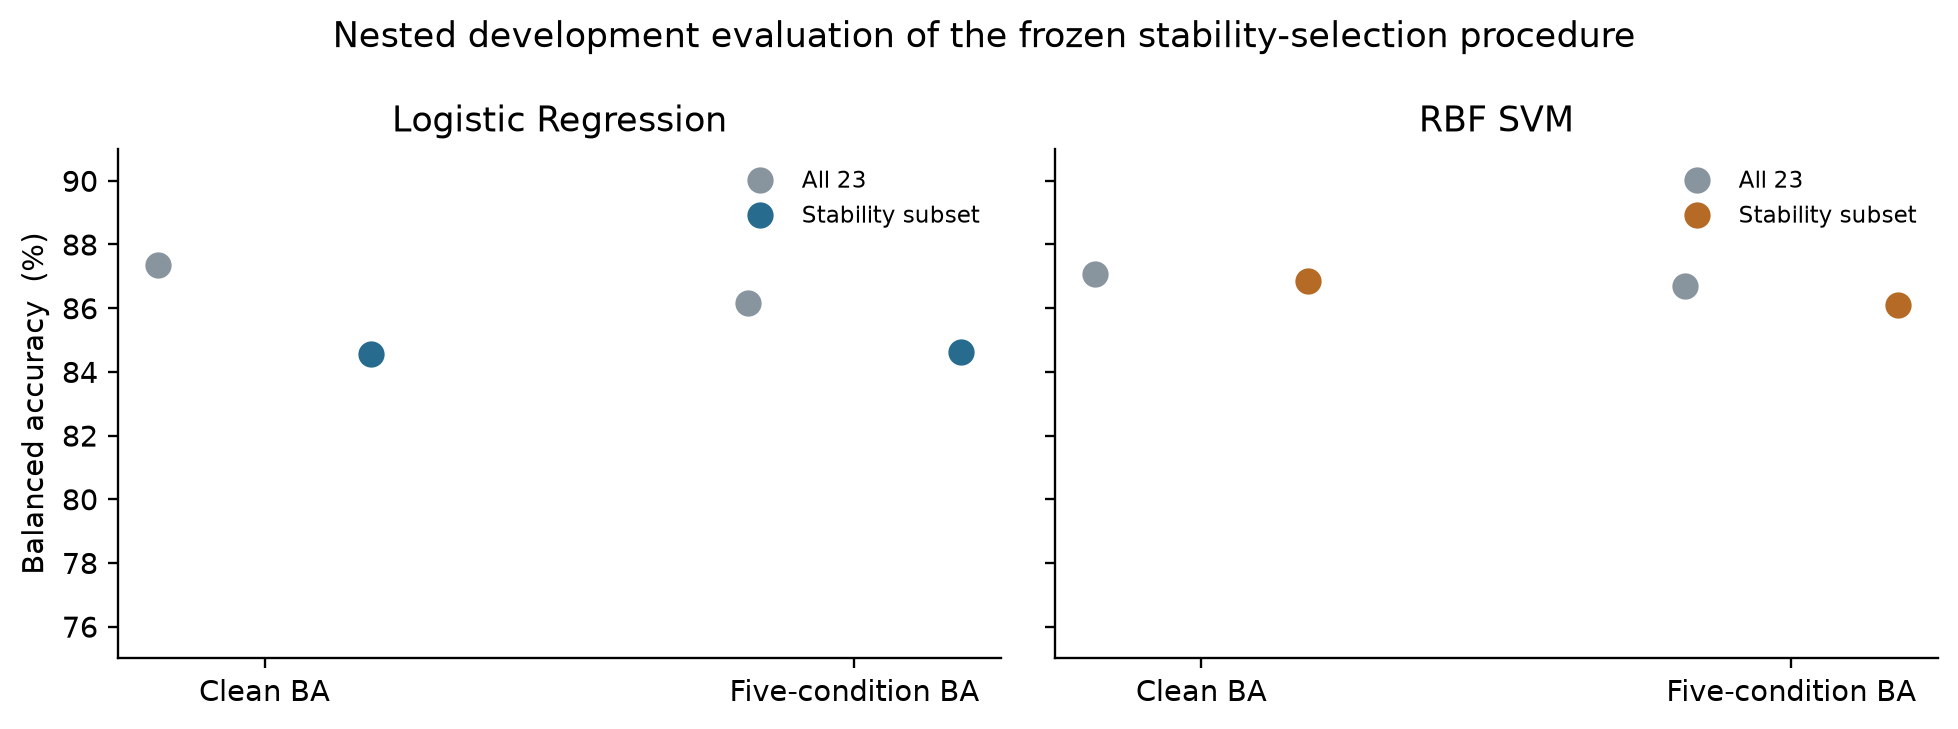 Nested development evaluation of the frozen stability-selection procedure
Logistic Regression
Balanced accuracy (%)
90
88
86
84
82
80
78
76
All 23
Stability subset
Clean BA
Five-condition BA
RBF SVM
All 23
Stability subset
Clean BA
Five-condition BA